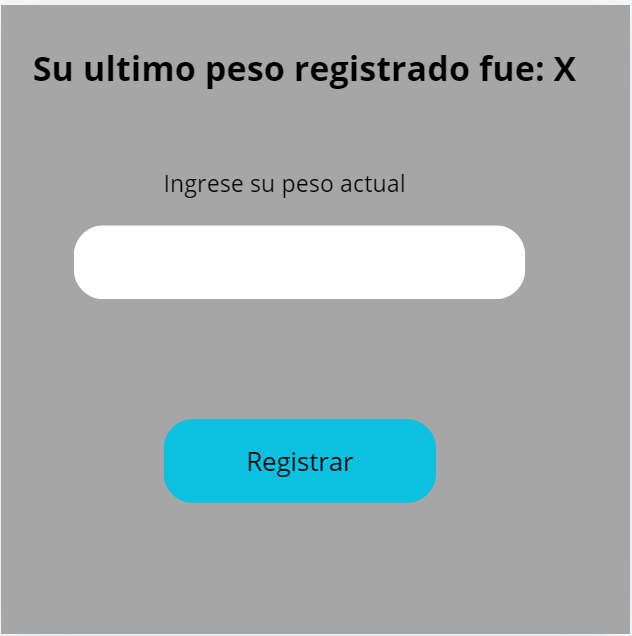 Su ultimo peso registrado fue: X
Ingrese su peso actual
Registrar